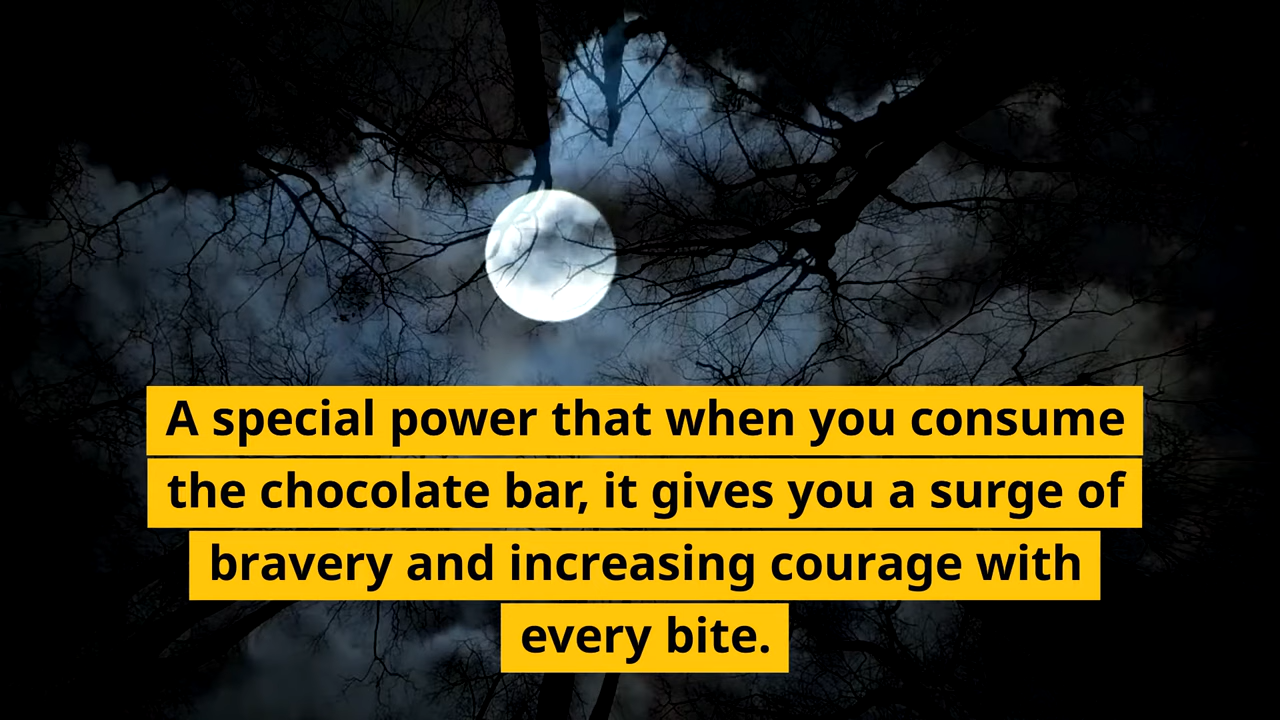 A special power that when you consume
the chocolate bar, it gives you a surge of
bravery and increasing courage with
every bite.